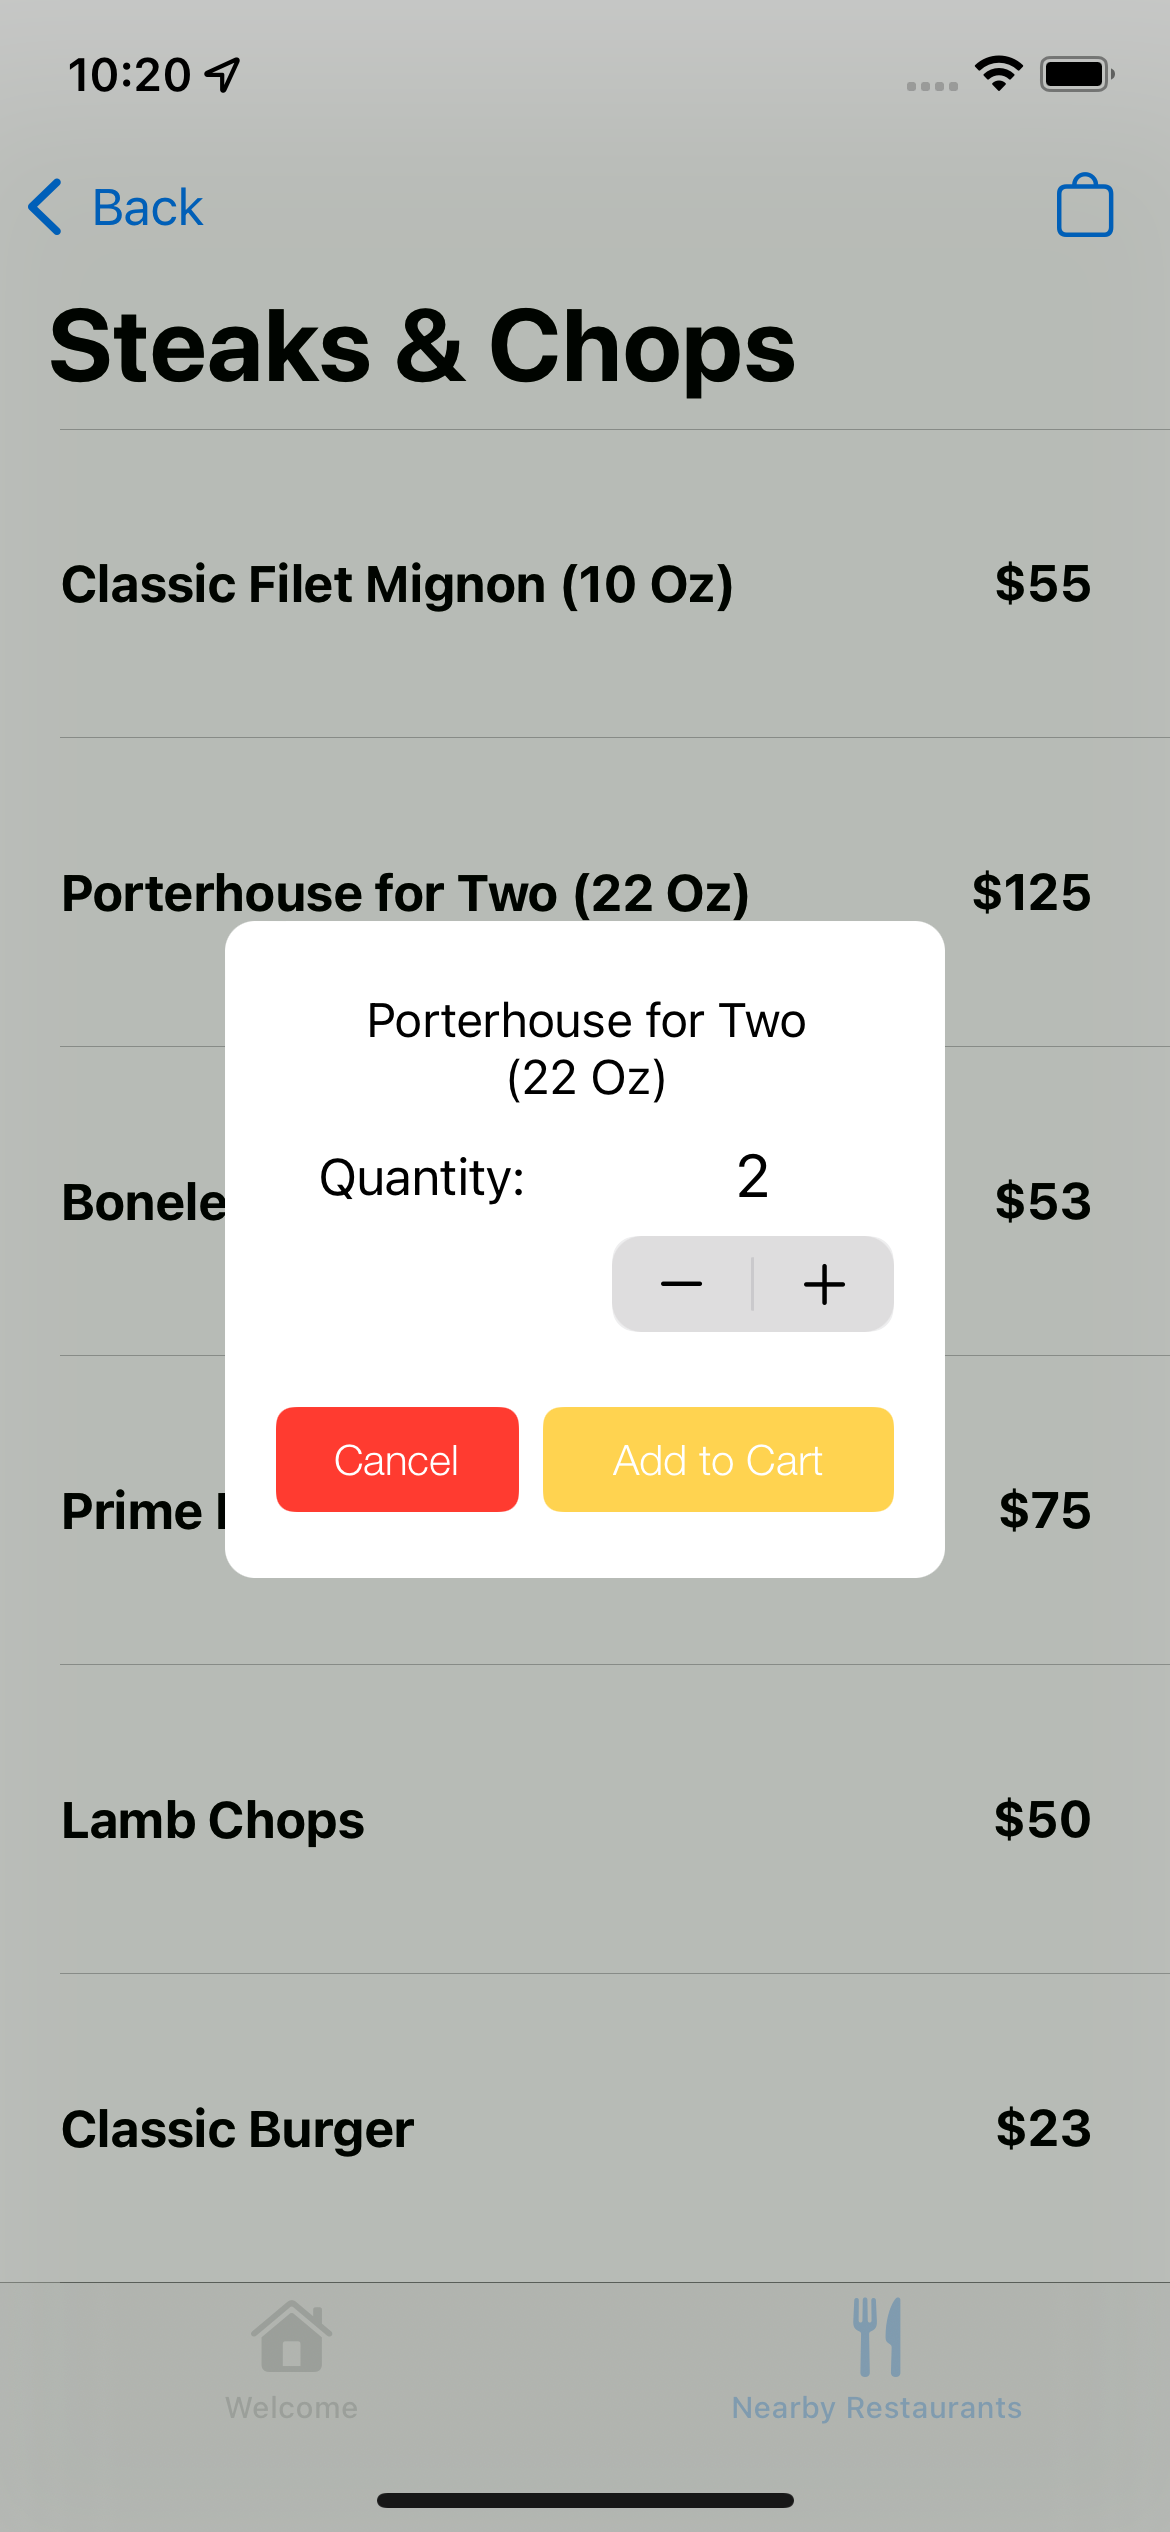 10:20
Back
Steaks & Chops
Classic Filet Mignon (10 Oz) $55
Porterhouse for Two (22 Oz) $125
Porterhouse for Two
(22 Oz)
Quantity: 2
$53
Prime $75
Cancel Add to Cart
Lamb Chops $50
Classic Burger $23
Welcome Nearby Restaurants